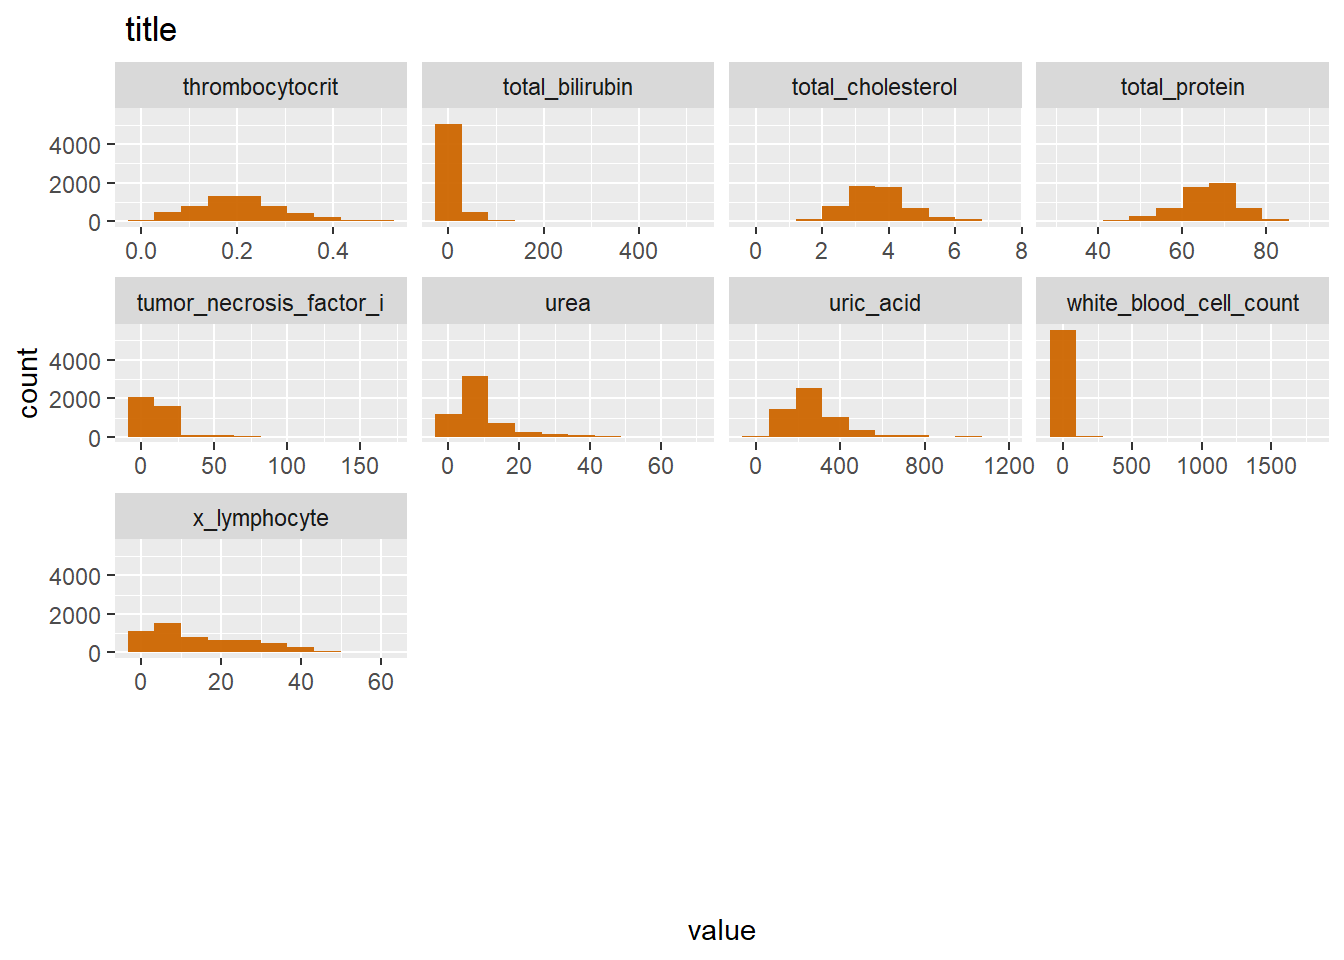 title
thrombocytocrit total_bilirubin total_cholesterol total_protein
4000
2000
0
0.0 0.2 0.4 0 200 400 0 2 4 6 8 40 60 80
tumor_necrosis_factor_i urea uric_acid white_blood_cell_count
count
4000
2000
0
0 50 100 150 0 20 40 60 0 400 800 1200 0 500 1000 1500
x_lymphocyte
4000
2000
0
0 20 40 60
value